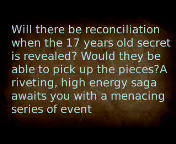 Will there be reconciliation
when the 17 years old secret
is revealed? Would they be
able to pick up the pieces?A
riveting, high energy saga
awaits you with a menacing
series of event